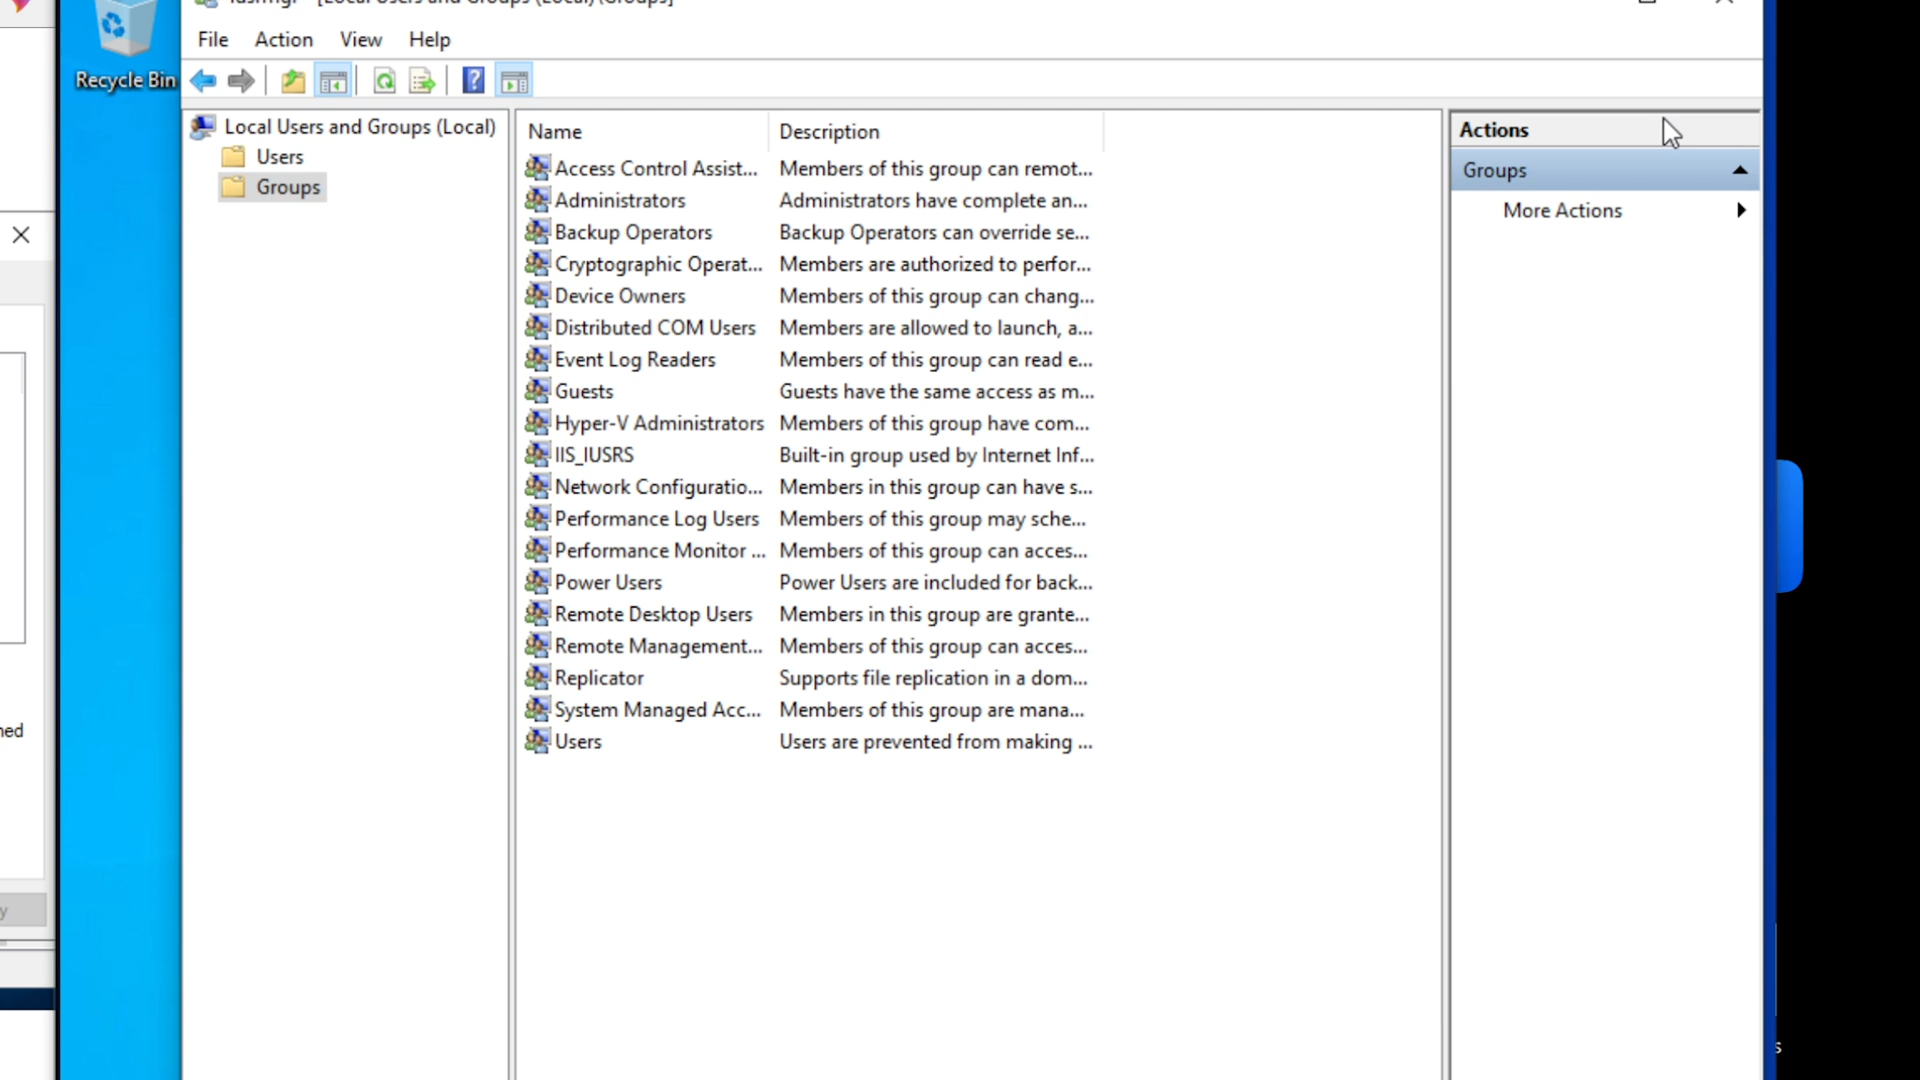 lusrmgr - [Local Users and Groups (Local)\Groups]
File Action View Help
Recycle Bin
Local Users and Groups (Local)
Users
Groups
Name Description
Access Control Assist... Members of this group can remot...
Administrators Administrators have complete an...
Backup Operators Backup Operators can override se...
Cryptographic Operat... Members are authorized to perfor...
Device Owners Members of this group can chang...
Distributed COM Users Members are allowed to launch, a...
Event Log Readers Members of this group can read e...
Guests Guests have the same access as m...
Hyper-V Administrators Members of this group have com...
IIS_IUSRS Built-in group used by Internet Inf...
Network Configuratio... Members in this group can have s...
Performance Log Users Members of this group may sche...
Performance Monitor ... Members of this group can acces...
Power Users Power Users are included for back...
Remote Desktop Users Members in this group are grante...
Remote Management... Members of this group can acces...
Replicator Supports file replication in a dom...
System Managed Acc... Members of this group are mana...
Users Users are prevented from making ...
Actions
Groups
More Actions
ned
y
s